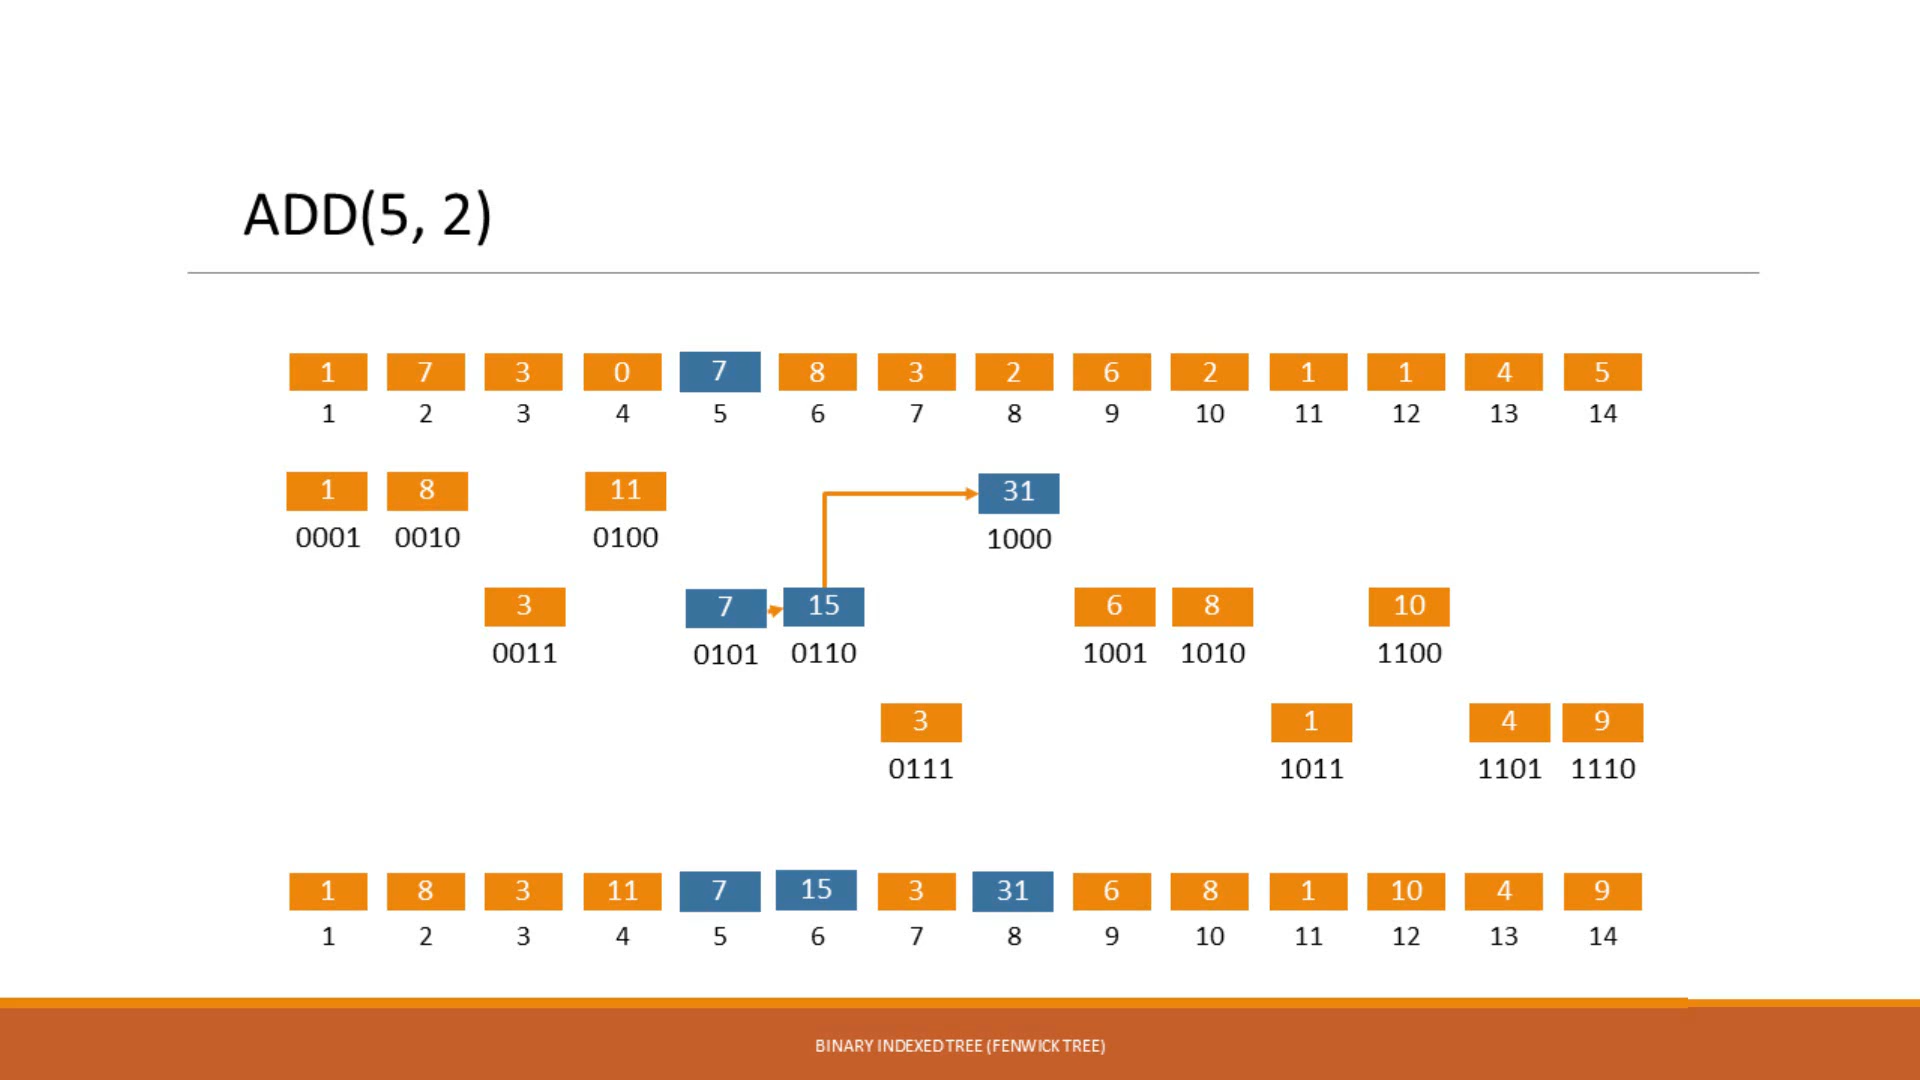 ADD(5, 2)
1 7 3 0 7 8 3 2 6 2 1 1 4 5
1 2 3 4 5 6 7 8 9 10 11 12 13 14
1 8 11 31
0001 0010 0100 1000
3 7 15 6 8 10
0011 0101 0110 1001 1010 1100
3 1 4 9
0111 1011 1101 1110
1 8 3 11 7 15 3 31 6 8 1 10 4 9
1 2 3 4 5 6 7 8 9 10 11 12 13 14
BINARY INDEXED TREE (FENWICK TREE)